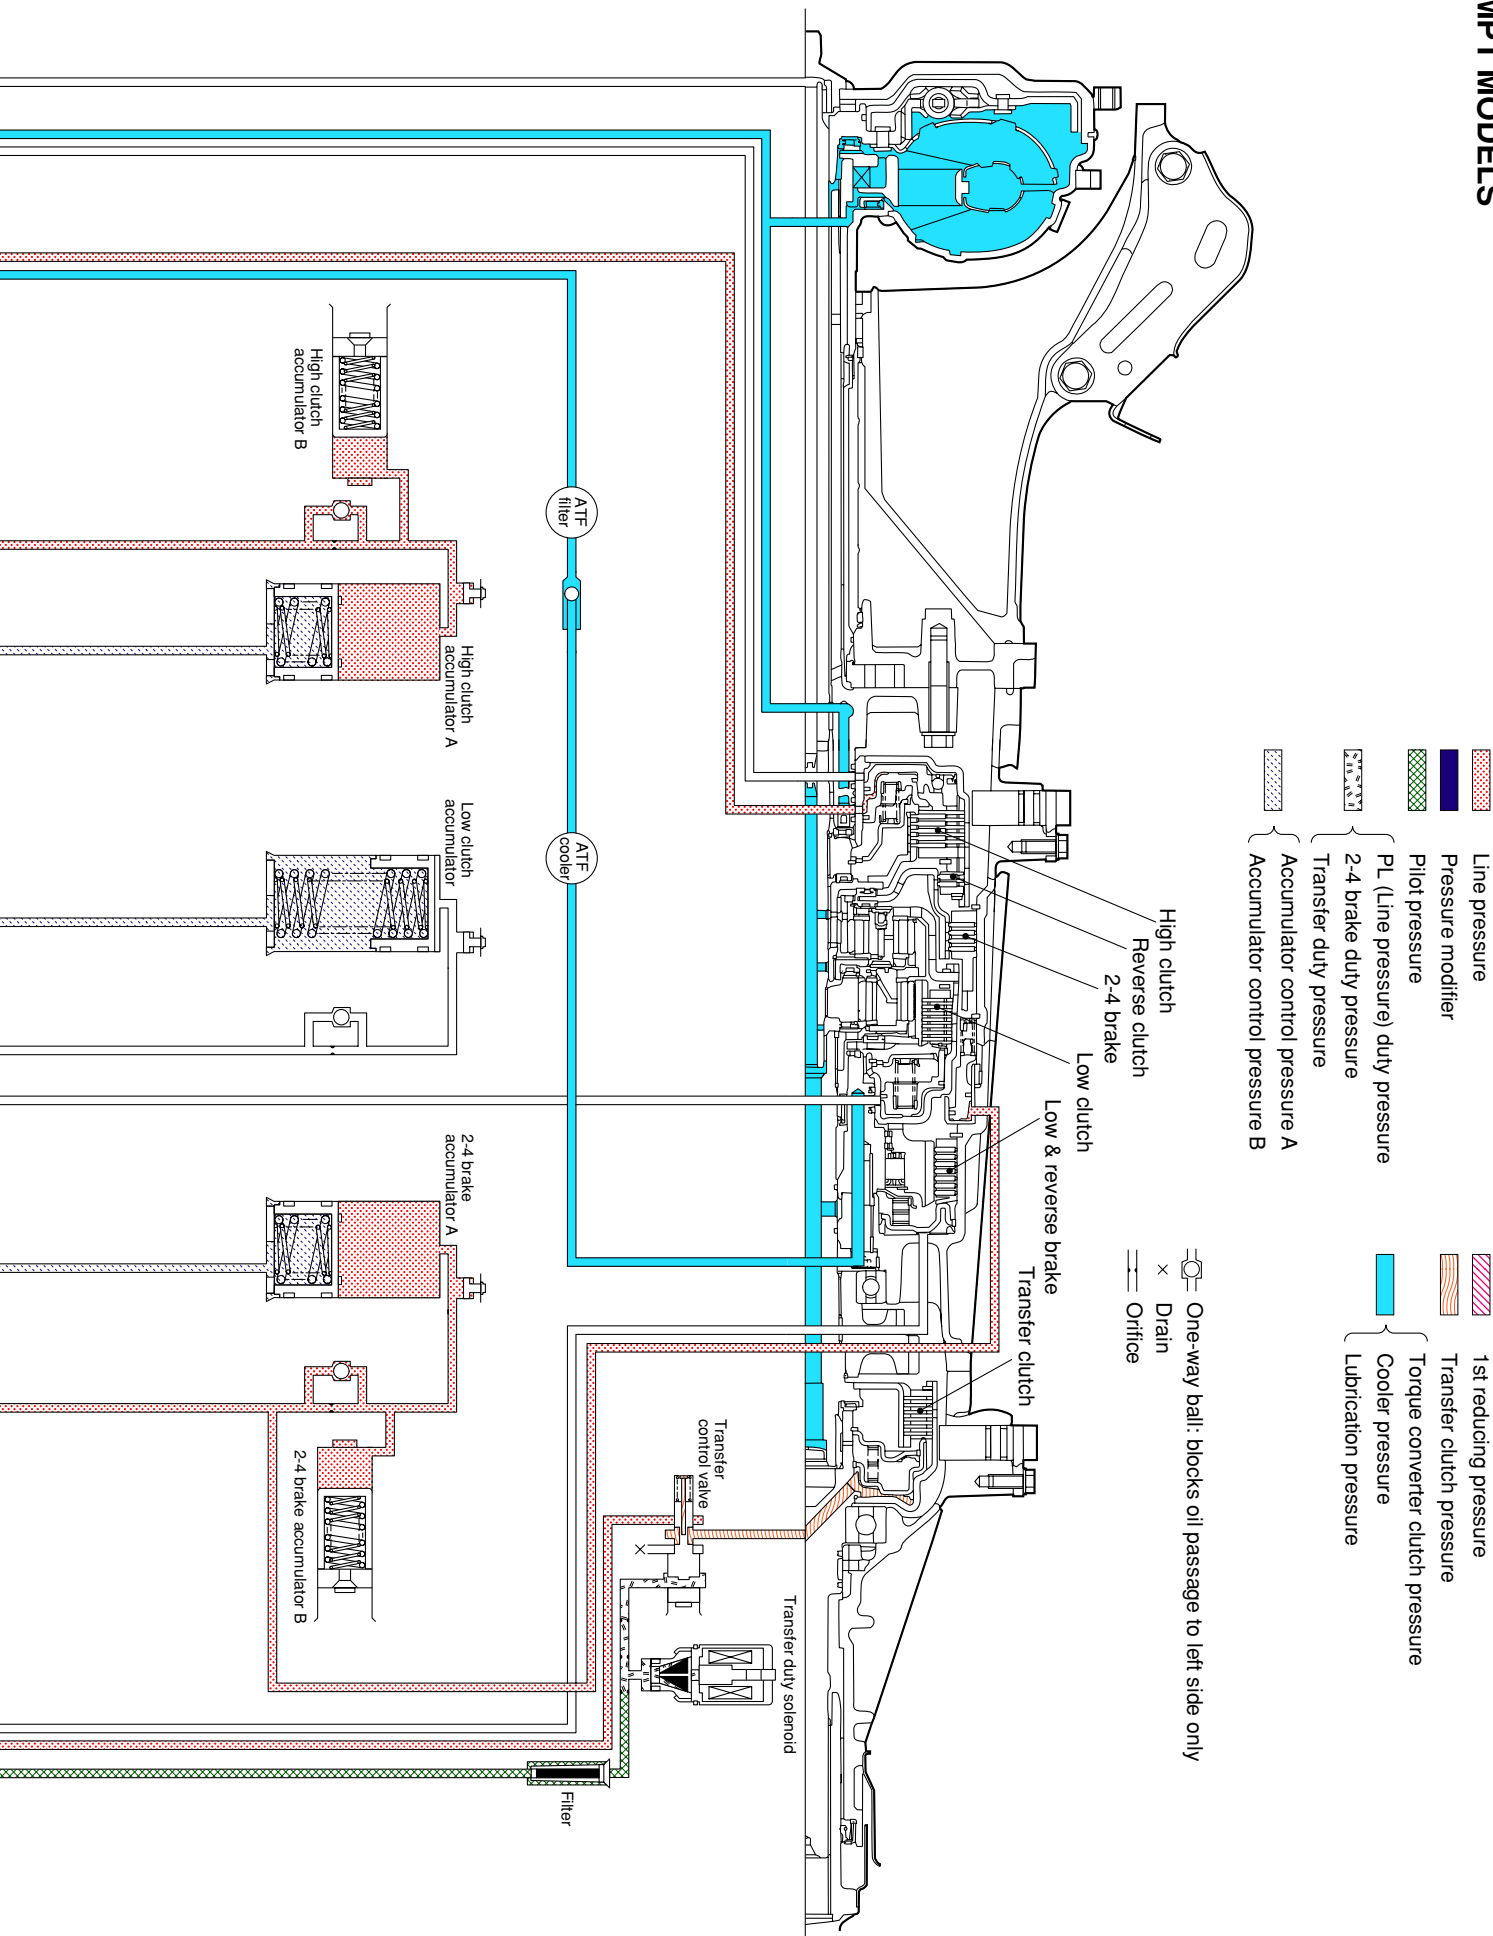 MPT MODELS
Line pressure
Pressure modifier
Pilot pressure
PL (Line pressure) duty pressure
2-4 brake duty pressure
Transfer duty pressure
Accumulator control pressure A
Accumulator control pressure B
1st reducing pressure
Transfer clutch pressure
Torque converter clutch pressure
Cooler pressure
Lubrication pressure
One-way ball: blocks oil passage to left side only
Drain
Orifice
High clutch
Reverse clutch
2-4 brake
Low clutch
Low & reverse brake
Transfer clutch
Transfer duty solenoid
Transfer
control valve
ATF
filter
ATF
cooler
Filter
High clutch
accumulator A
Low clutch
accumulator
2-4 brake
accumulator A
High clutch
accumulator B
2-4 brake accumulator B